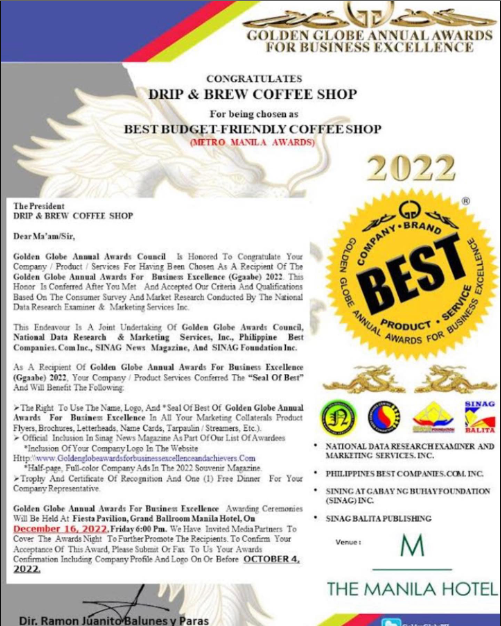 GOLDEN GLOBE ANNUAL AWARDS
FOR BUSINESS EXCELLENCE
CONGRATULATES
DRIP & BREW COFFEE SHOP
For being chosen as
BEST BUDGET-FRIENDLY COFFEE SHOP
(METRO MANILA AWARDS)
2022
The President
DRIP & BREW COFFEE SHOP
Dear Ma'am/Sir,
Golden Globe Annual Awards Council Is Honored To Congratulate Your
Company / Product / Services For Having Been Chosen As A Recipient Of The
Golden Globe Annual Awards For Business Excellence (Ggaabe) 2022. This
Honor Is Conferred After You Met And Accepted Our Criteria And Qualifications
Based On The Consumer Survey And Market Research Conducted By The National
Data Research Examiner & Marketing Services Inc.
This Endeavour Is A Joint Undertaking Of Golden Globe Awards Council,
National Data Research & Marketing Services, Inc., Philippine Best
Companies.Com Inc., SINAG News Magazine, And SINAG Foundation Inc.
As A Recipient Of Golden Globe Annual Awards For Business Excellence
(Ggaabe) 2022, Your Company / Product Services Conferred The "Seal Of Best"
And Will Benefit The Following:
➢The Right To Use The Name, Logo, And *Seal Of Best Of Golden Globe Annual
Awards For Business Excellence In All Your Marketing Collaterals Product
Flyers, Brochures, Letterheads, Name Cards, Tarpaulin / Streamers, Etc.).
➢ Official Inclusion In Sinag News Magazine As Part Of Our List Of Awardees
*Inclusion Of Your Company Logo In The Website
Http://www.Goldenglobeawardsforbusinessexcellenceandachievers.Com
*Half-page, Full-color Company Ads In The 2022 Souvenir Magazine.
➢Trophy And Certificate Of Recognition And One (1) Free Dinner For Your
Company Representative.
Golden Globe Annual Awards For Business Excellence Awarding Ceremonies
Will Be Held At Fiesta Pavilion, Grand Ballroom Manila Hotel, On
December 16, 2022, Friday 6:00 Pm. We Have Invited Media Partners To
Cover The Awards Night To Further Promote The Recipients. To Confirm Your
Acceptance Of This Award, Please Submit Or Fax To Us Your Awards
Confirmation Including Company Profile And Logo On Or Before OCTOBER 4,
2022.
Dir. Ramon Juanito Balunes y Paras
®
COMPANY · BRAND
BEST
PRODUCT · SERVICE
GOLDEN GLOBE ANNUAL AWARDS FOR BUSINESS EXCELLENCE
N
SINAG
BALITA
• NATIONAL DATA RESEARCH EXAMINER AND
MARKETING SERVICES. INC.
• PHILIPPINES BEST COMPANIES.COM. INC.
• SINING AT GABAY NG BUHAY FOUNDATION
(SINAG) INC.
• SINAG BALITA PUBLISHING
Venue :
M
THE MANILA HOTEL